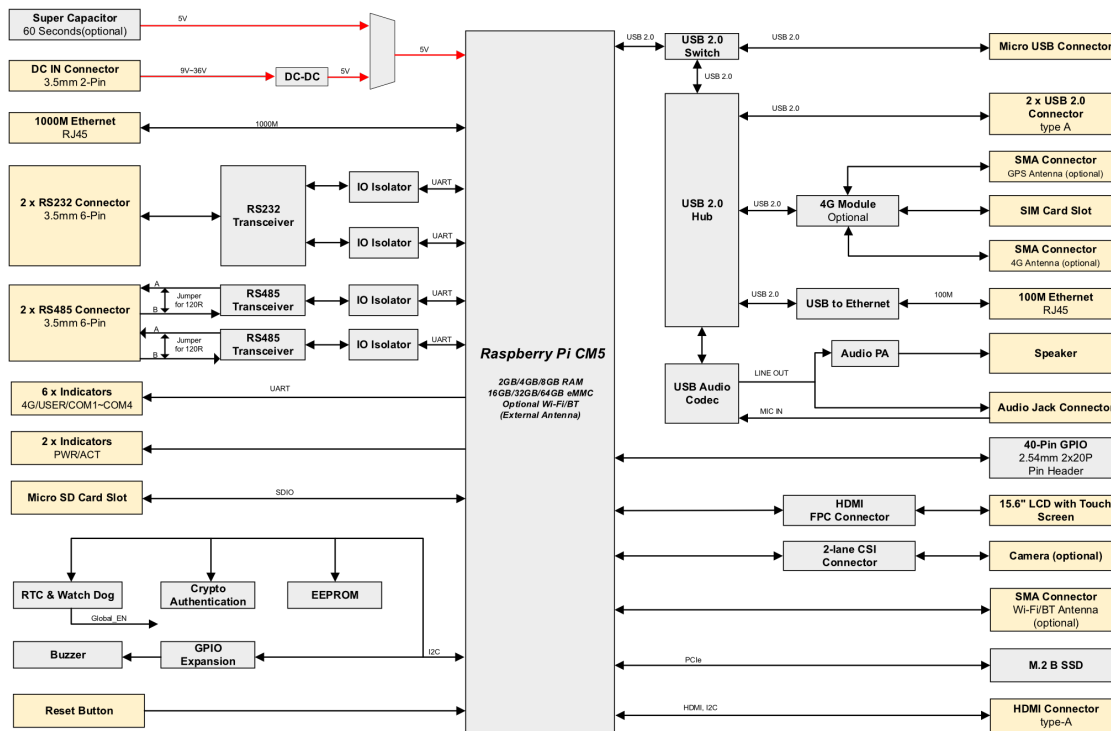 Super Capacitor
60 Seconds(optional)
5V
DC IN Connector
3.5mm 2-Pin
9V~36V
DC-DC
5V
5V
1000M Ethernet
RJ45
1000M
2 x RS232 Connector
3.5mm 6-Pin
RS232
Transceiver
IO Isolator
UART
IO Isolator
UART
2 x RS485 Connector
3.5mm 6-Pin
A
Jumper
for 120R
B
RS485
Transceiver
IO Isolator
UART
A
Jumper
for 120R
B
RS485
Transceiver
IO Isolator
UART
6 x Indicators
4G/USER/COM1~COM4
UART
2 x Indicators
PWR/ACT
Micro SD Card Slot
SDIO
RTC & Watch Dog
Crypto
Authentication
EEPROM
Global_EN
Buzzer
GPIO
Expansion
I2C
Reset Button
Raspberry Pi CM5
2GB/4GB/8GB RAM
16GB/32GB/64GB eMMC
Optional Wi-Fi/BT
(External Antenna)
USB 2.0
USB 2.0
Switch
USB 2.0
Micro USB Connector
USB 2.0
USB 2.0
Hub
USB 2.0
2 x USB 2.0
Connector
type A
SMA Connector
GPS Antenna (optional)
USB 2.0
4G Module
Optional
SIM Card Slot
SMA Connector
4G Antenna (optional)
USB 2.0
USB to Ethernet
100M
100M Ethernet
RJ45
USB Audio
Codec
LINE OUT
Audio PA
Speaker
MIC IN
Audio Jack Connector
40-Pin GPIO
2.54mm 2x20P
Pin Header
HDMI
FPC Connector
15.6" LCD with Touch
Screen
2-lane CSI
Connector
Camera (optional)
SMA Connector
Wi-Fi/BT Antenna
(optional)
PCIe
M.2 B SSD
HDMI, I2C
HDMI Connector
type-A